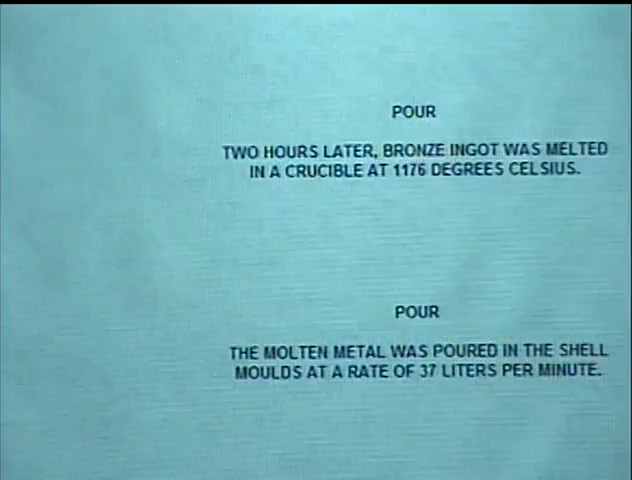 POUR
TWO HOURS LATER, BRONZE INGOT WAS MELTED
IN A CRUCIBLE AT 1176 DEGREES CELSIUS.
POUR
THE MOLTEN METAL WAS POURED IN THE SHELL
MOULDS AT A RATE OF 37 LITERS PER MINUTE.